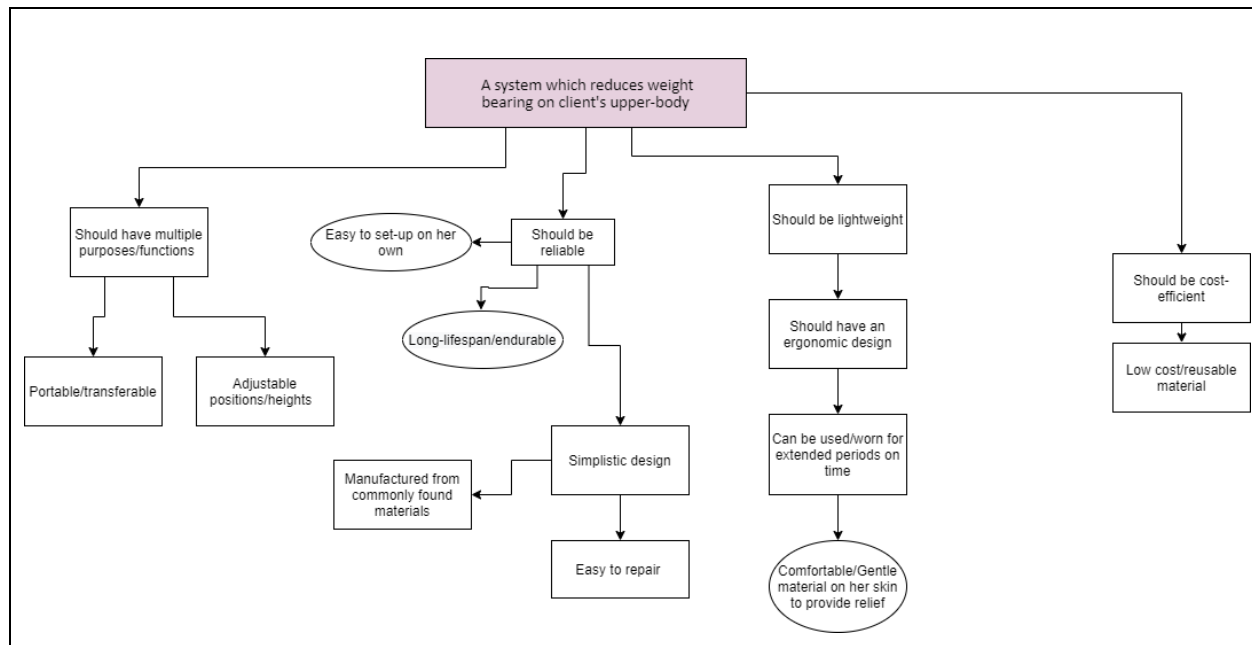 A system which reduces weight
bearing on client's upper-body
Should have multiple
purposes/functions
Portable/transferable
Adjustable
positions/heights
Should be
reliable
Easy to set-up on her
own
Long-lifespan/endurable
Simplistic design
Manufactured from
commonly found
materials
Easy to repair
Should be lightweight
Should have an
ergonomic design
Can be used/worn for
extended periods on
time
Comfortable/Gentle
material on her skin
to provide relief
Should be cost-
efficient
Low cost/reusable
material